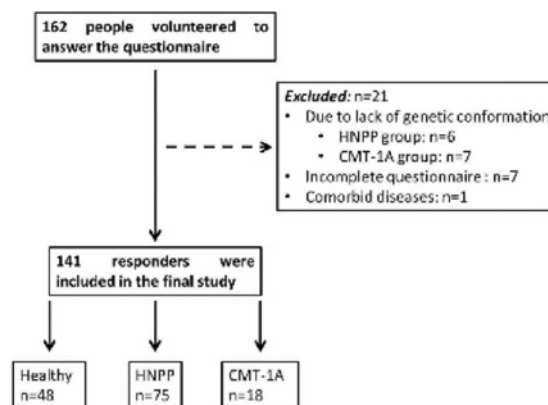 162 people volunteered to
answer the questionnaire
Excluded: n=21
• Due to lack of genetic conformation
• HNPP group: n=6
• CMT-1A group: n=7
• Incomplete questionnaire : n=7
• Comorbid diseases: n=1
141 responders were
included in the final study
Healthy
n=48
HNPP
n=75
CMT-1A
n=18